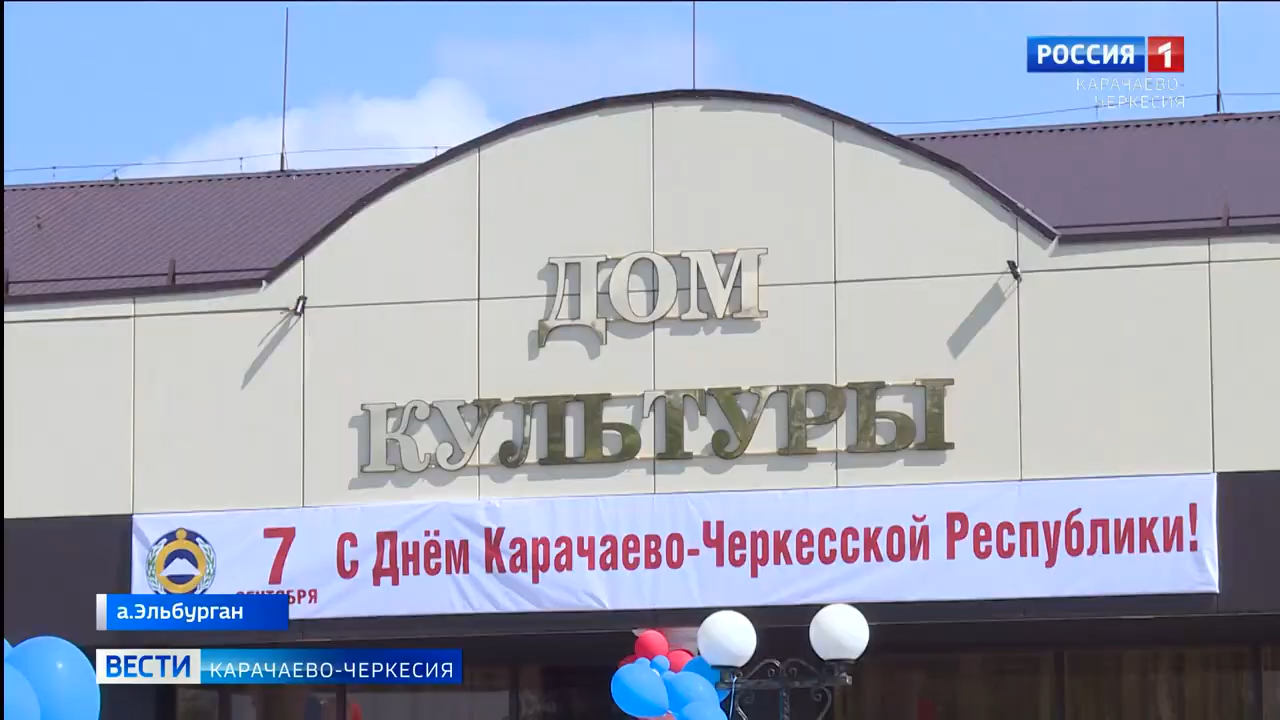 РОССИЯ 1
КАРАЧАЕВО-
ЧЕРКЕСИЯ
ДОМ
КУЛЬТУРЫ
7 С Днём Карачаево-Черкесской Республики!
СЕНТЯБРЯ
а.Эльбурган
ВЕСТИ КАРАЧАЕВО-ЧЕРКЕСИЯ